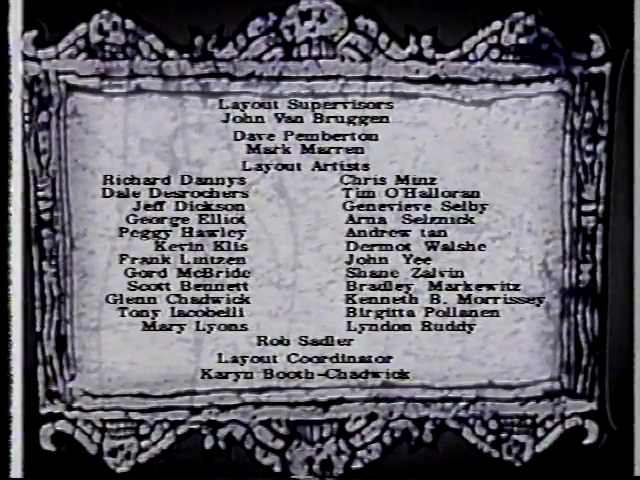 Layout Supervisors
John Van Bruggen
Dave Pemberton
Mark Marren
Layout Artists
Richard Dannys Chris Minz
Dale Desrochers Tim O'Halloran
Jeff Dickson Genevieve Selby
George Elliot Arna Selznick
Peggy Hawley Andrew tan
Kevin Klis Dermot Walshe
Frank Lintzen John Yee
Gord McBride Shane Zalvin
Scott Bennett Bradley Markewitz
Glenn Chadwick Kenneth B. Morrissey
Tony Iacobelli Birgitta Pollanen
Mary Lyons Lyndon Ruddy
Rob Sadler
Layout Coordinator
Karyn Booth-Chadwick